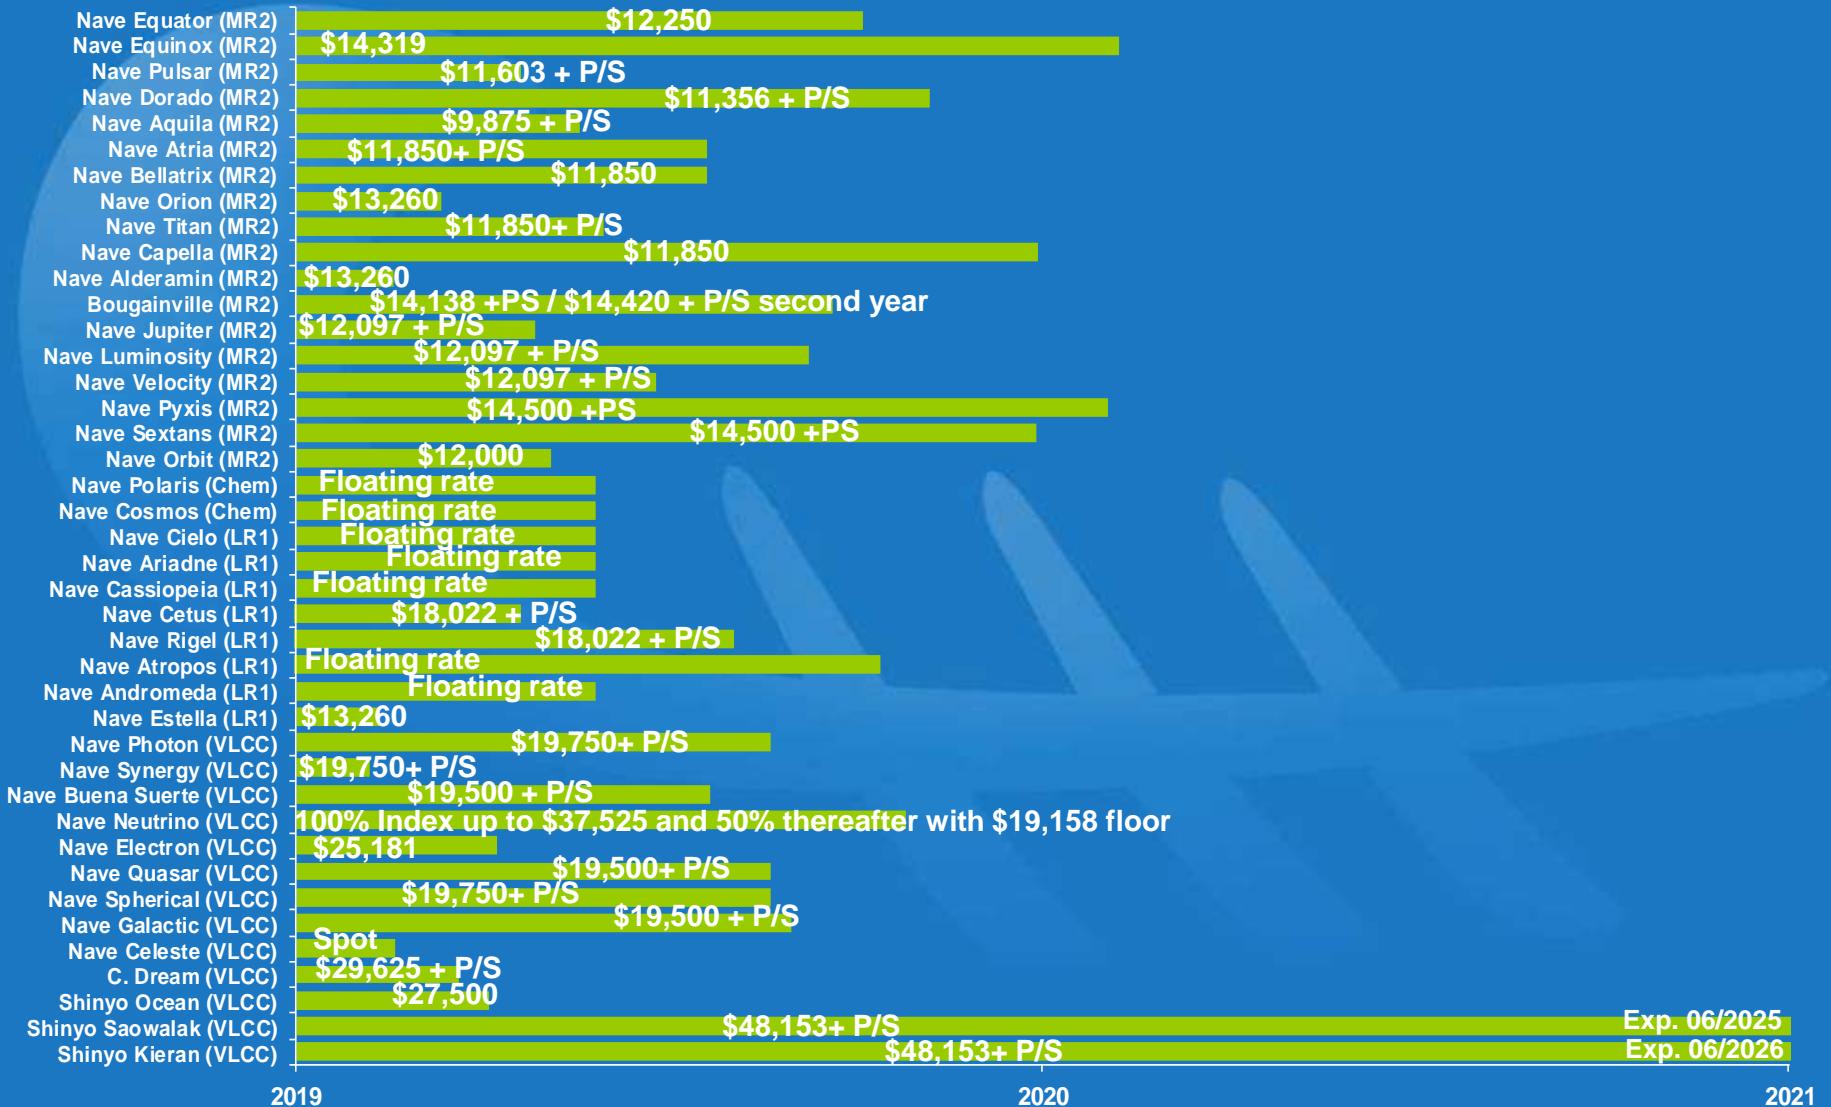 Nave Equator (MR2) $12,250
Nave Equinox (MR2) $14,319
Nave Pulsar (MR2) $11,603 + P/S
Nave Dorado (MR2) $11,356 + P/S
Nave Aquila (MR2) $9,875 + P/S
Nave Atria (MR2) $11,850+ P/S
Nave Bellatrix (MR2) $11,850
Nave Orion (MR2) $13,260
Nave Titan (MR2) $11,850+ P/S
Nave Capella (MR2) $11,850
Nave Alderamin (MR2) $13,260
Bougainville (MR2) $14,138 +PS / $14,420 + P/S second year
Nave Jupiter (MR2) $12,097 + P/S
Nave Luminosity (MR2) $12,097 + P/S
Nave Velocity (MR2) $12,097 + P/S
Nave Pyxis (MR2) $14,500 +PS
Nave Sextans (MR2) $14,500 +PS
Nave Orbit (MR2) $12,000
Nave Polaris (Chem) Floating rate
Nave Cosmos (Chem) Floating rate
Nave Cielo (LR1) Floating rate
Nave Ariadne (LR1) Floating rate
Nave Cassiopeia (LR1) Floating rate
Nave Cetus (LR1) $18,022 + P/S
Nave Rigel (LR1) $18,022 + P/S
Nave Atropos (LR1) Floating rate
Nave Andromeda (LR1) Floating rate
Nave Estella (LR1) $13,260
Nave Photon (VLCC) $19,750+ P/S
Nave Synergy (VLCC) $19,750+ P/S
Nave Buena Suerte (VLCC) $19,500 + P/S
Nave Neutrino (VLCC) 100% Index up to $37,525 and 50% thereafter with $19,158 floor
Nave Electron (VLCC) $25,181
Nave Quasar (VLCC) $19,500+ P/S
Nave Spherical (VLCC) $19,750+ P/S
Nave Galactic (VLCC) $19,500 + P/S
Nave Celeste (VLCC) Spot
C. Dream (VLCC) $29,625 + P/S
Shinyo Ocean (VLCC) $27,500
Shinyo Saowalak (VLCC) $48,153+ P/S Exp. 06/2025
Shinyo Kieran (VLCC) $48,153+ P/S Exp. 06/2026
2019 2020 2021